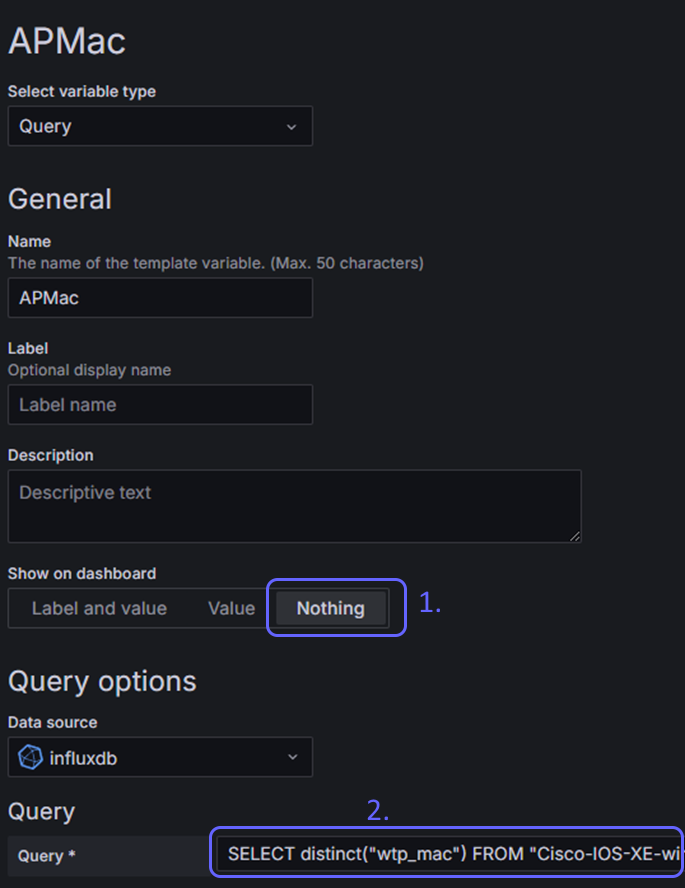 APMac
Select variable type
Query
General
Name
The name of the template variable. (Max. 50 characters)
APMac
Label
Optional display name
Label name
Description
Descriptive text
Show on dashboard
Label and value Value Nothing 1.
Query options
Data source
influxdb
Query 2.
Query * SELECT distinct("wtp_mac") FROM "Cisco-IOS-XE-wi